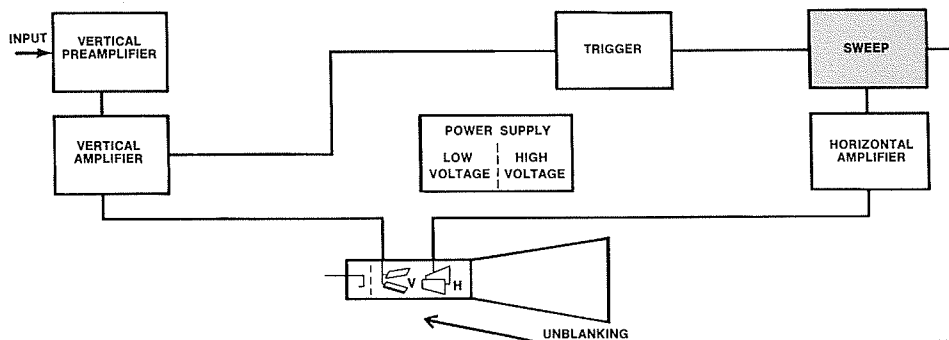 INPUT
VERTICAL
PREAMPLIFIER
TRIGGER
SWEEP
VERTICAL
AMPLIFIER
POWER SUPPLY
LOW
VOLTAGE
HIGH
VOLTAGE
HORIZONTAL
AMPLIFIER
V
H
UNBLANKING